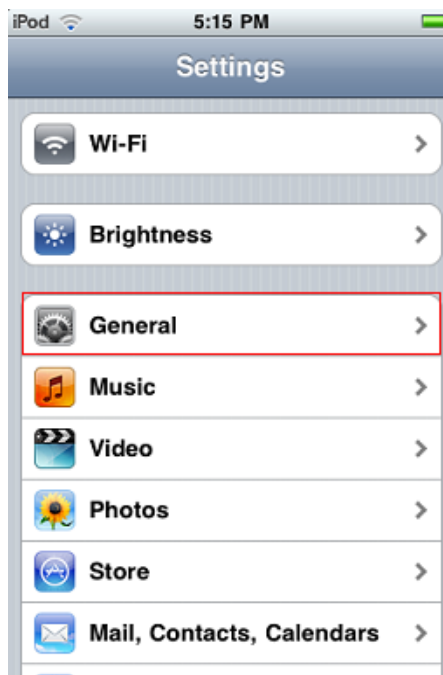 iPod 5:15 PM
Settings
Wi-Fi
Brightness
General
Music
Video
Photos
Store
Mail, Contacts, Calendars